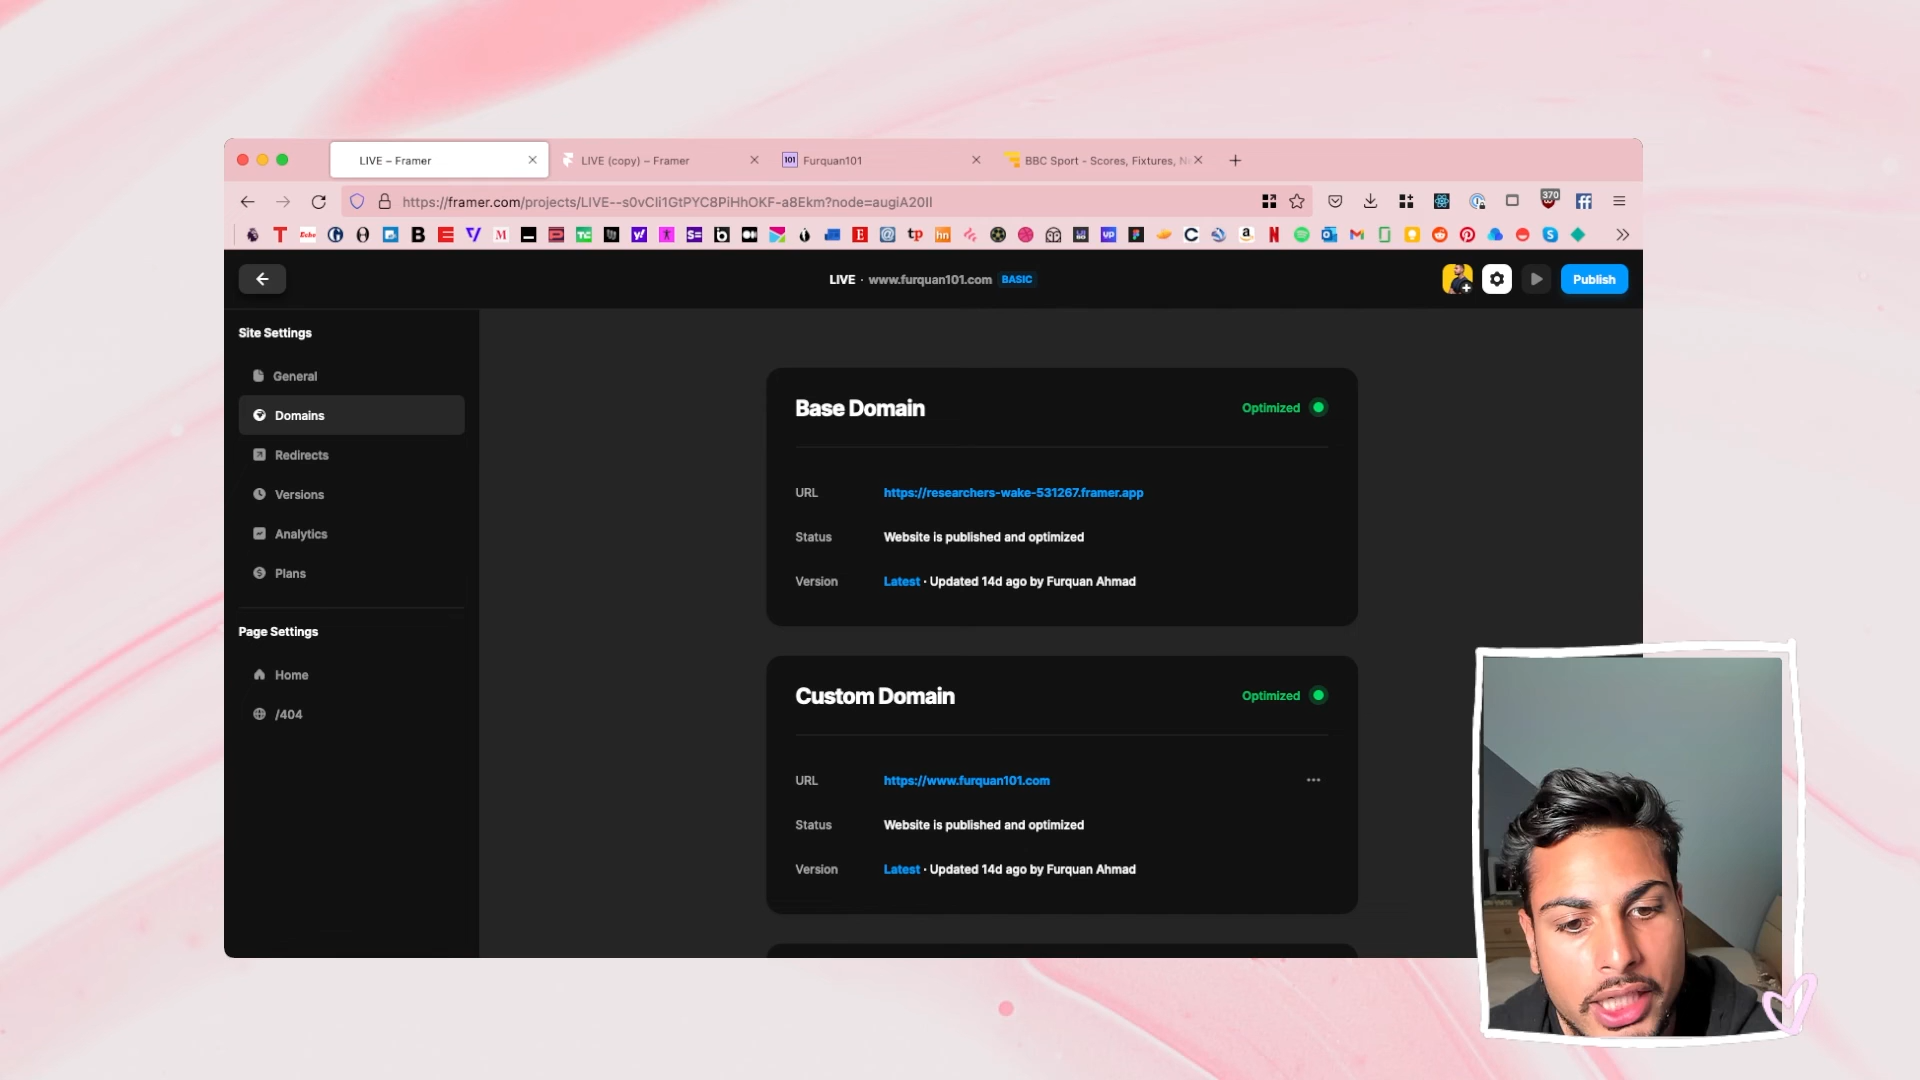 LIVE – Framer
LIVE (copy) – Framer
101
Furquan101
BBC Sport - Scores, Fixtures, N
https://framer.com/projects/LIVE--s0vCli1GtPYC8PiHhOKF-a8Ekm?node=augiA20Il
370
LIVE · www.furquan101.com BASIC
Publish
Site Settings
General
Domains
Redirects
Versions
Analytics
Plans
Page Settings
Home
/404
Base Domain
Optimized
URL
https://researchers-wake-531267.framer.app
Status
Website is published and optimized
Version
Latest · Updated 14d ago by Furquan Ahmad
Custom Domain
Optimized
URL
https://www.furquan101.com
Status
Website is published and optimized
Version
Latest · Updated 14d ago by Furquan Ahmad